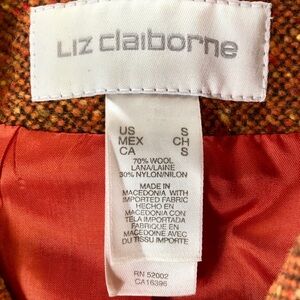 Liz claiborne
US S
MEX CH
CA S
70% WOOL
LANA/LAINE
30% NYLON/NILON
MADE IN
MACEDONIA WITH
IMPORTED FABRIC
HECHO EN
MACEDONIA CON
TELA IMPORTADA
FABRIQUE EN
MACEDOINE AVEC
DU TISSU IMPORTE
RN 52002
CA16396